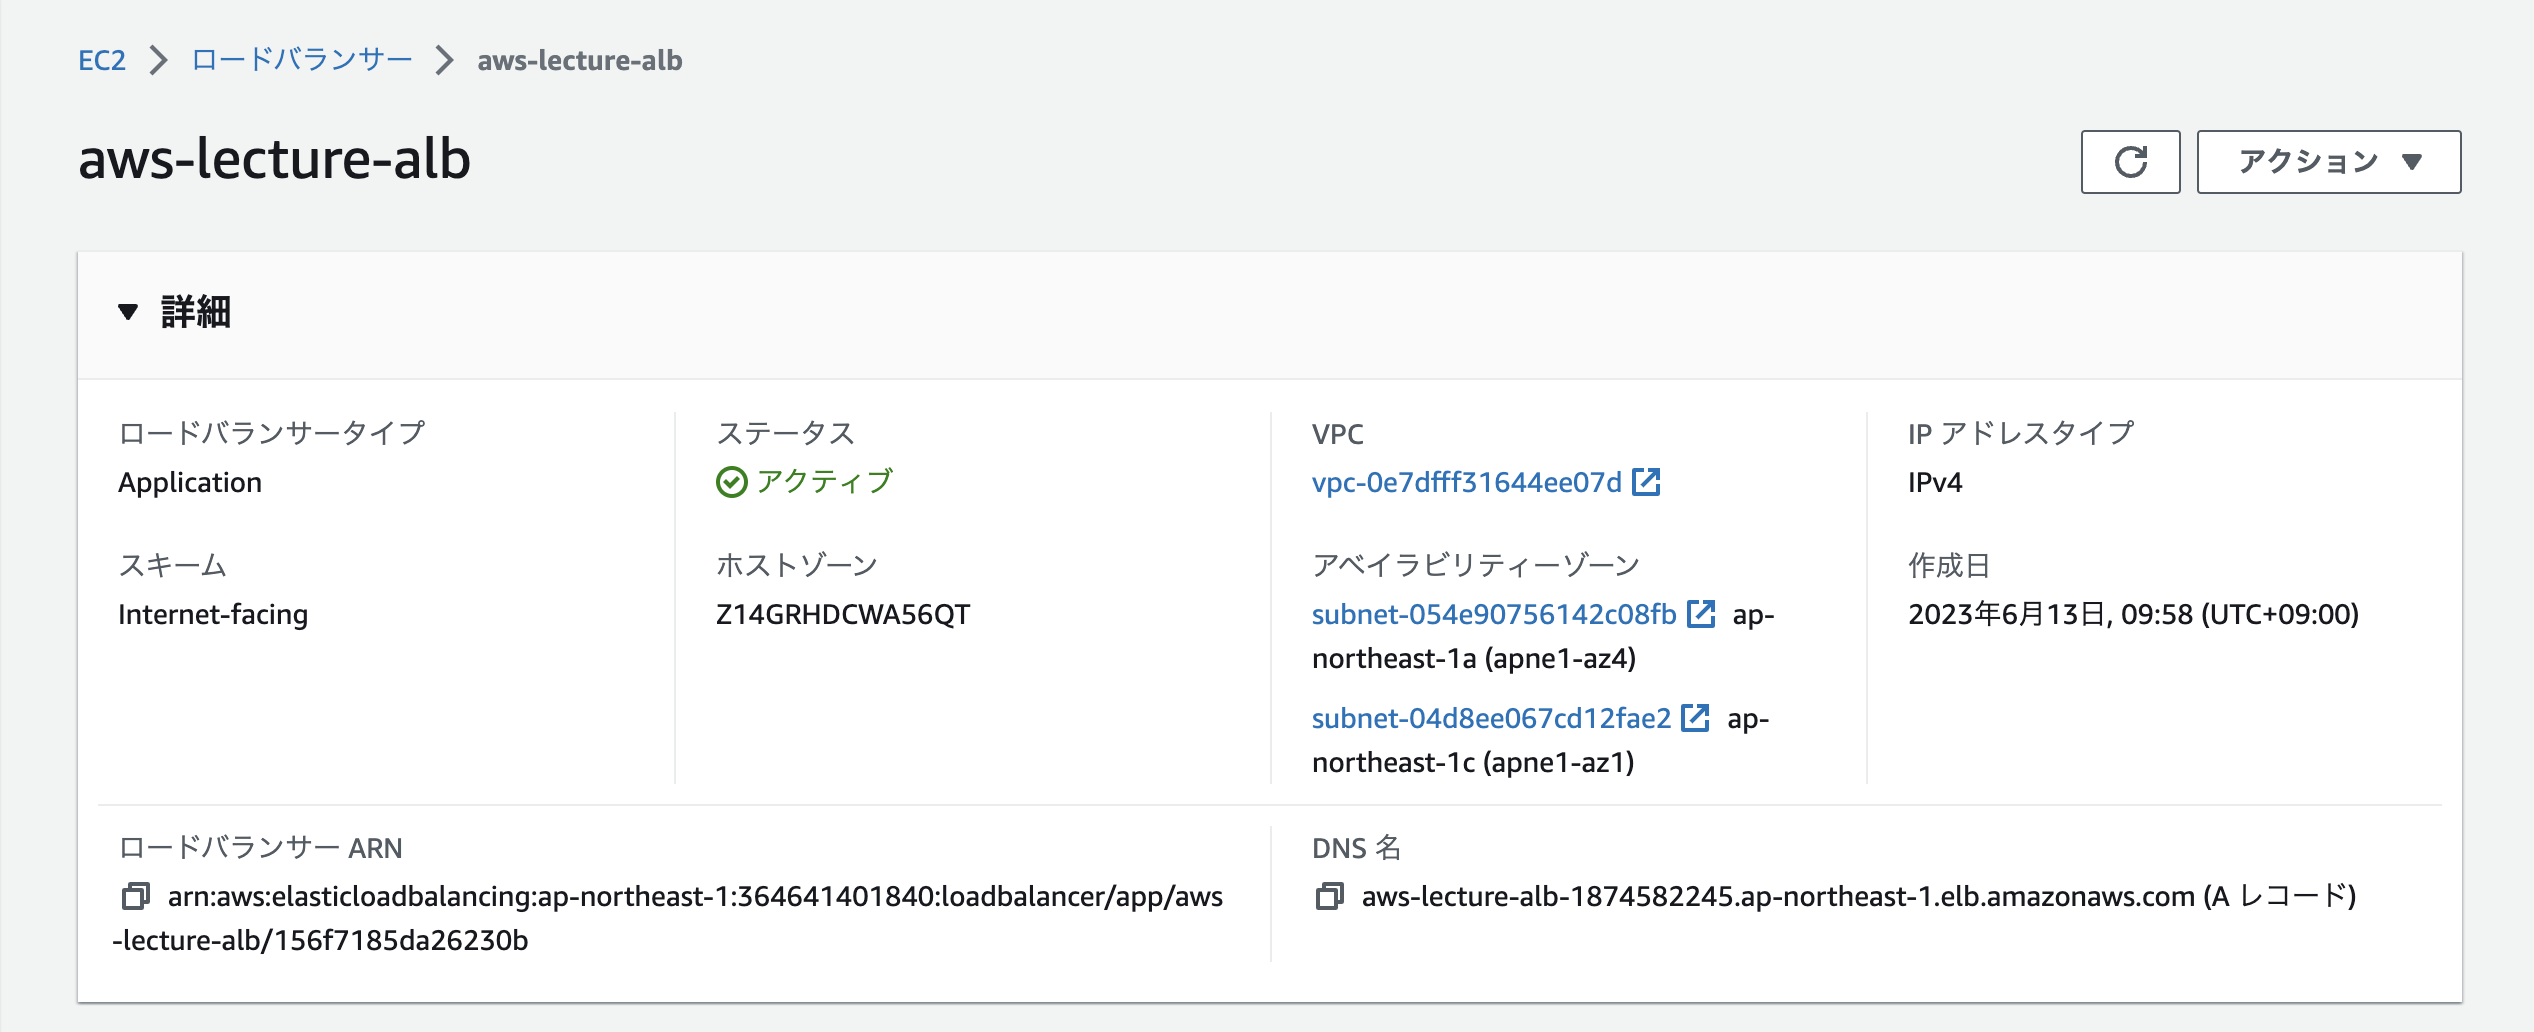 EC2 ロードバランサー aws-lecture-alb
aws-lecture-alb
アクション
詳細
ロードバランサータイプ
Application
スキーム
Internet-facing
ステータス
アクティブ
ホストゾーン
Z14GRHDCWA56QT
VPC
vpc-0e7dfff31644ee07d
アベイラビリティーゾーン
subnet-054e90756142c08fb ap-
northeast-1a (apne1-az4)
subnet-04d8ee067cd12fae2 ap-
northeast-1c (apne1-az1)
IP アドレスタイプ
IPv4
作成日
2023年6月13日, 09:58 (UTC+09:00)
ロードバランサー ARN
arn:aws:elasticloadbalancing:ap-northeast-1:364641401840:loadbalancer/app/aws
-lecture-alb/156f7185da26230b
DNS 名
aws-lecture-alb-1874582245.ap-northeast-1.elb.amazonaws.com (A レコード)